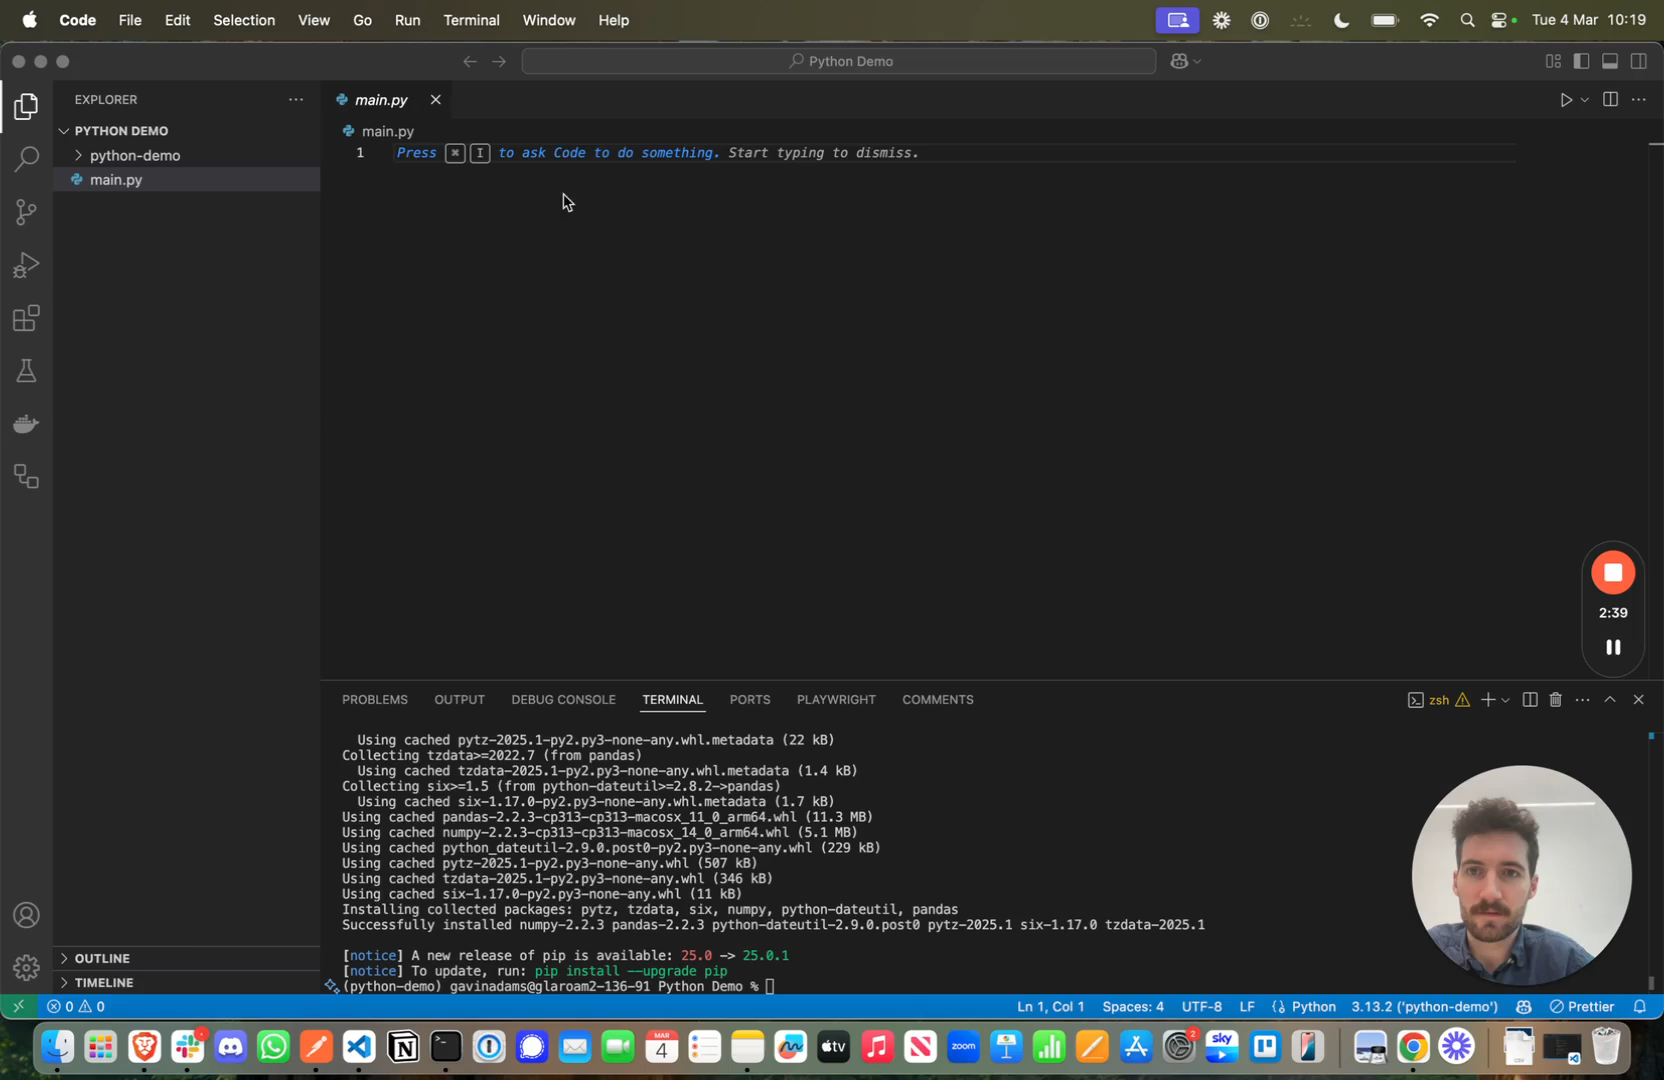 Code File Edit Selection View Go Run Terminal Window Help
Tue 4 Mar 10:19
Python Demo
EXPLORER
main.py
PYTHON DEMO
main.py
python-demo
1 Press ⌘ I to ask Code to do something. Start typing to dismiss.
main.py
2:39
PROBLEMS OUTPUT DEBUG CONSOLE TERMINAL PORTS PLAYWRIGHT COMMENTS
zsh
Using cached pytz-2025.1-py2.py3-none-any.whl.metadata (22 kB)
Collecting tzdata>=2022.7 (from pandas)
Using cached tzdata-2025.1-py2.py3-none-any.whl.metadata (1.4 kB)
Collecting six>=1.5 (from python-dateutil>=2.8.2->pandas)
Using cached six-1.17.0-py2.py3-none-any.whl.metadata (1.7 kB)
Using cached pandas-2.2.3-cp313-cp313-macosx_11_0_arm64.whl (11.3 MB)
Using cached numpy-2.2.3-cp313-cp313-macosx_14_0_arm64.whl (5.1 MB)
Using cached python_dateutil-2.9.0.post0-py2.py3-none-any.whl (229 kB)
Using cached pytz-2025.1-py2.py3-none-any.whl (507 kB)
Using cached tzdata-2025.1-py2.py3-none-any.whl (346 kB)
Using cached six-1.17.0-py2.py3-none-any.whl (11 kB)
Installing collected packages: pytz, tzdata, six, numpy, python-dateutil, pandas
Successfully installed numpy-2.2.3 pandas-2.2.3 python-dateutil-2.9.0.post0 pytz-2025.1 six-1.17.0 tzdata-2025.1
[notice] A new release of pip is available: 25.0 -> 25.0.1
[notice] To update, run: pip install --upgrade pip
(python-demo) gavinadams@glaroam2-136-91 Python Demo %
OUTLINE
TIMELINE
0 0
Ln 1, Col 1 Spaces: 4 UTF-8 LF Python 3.13.2 ('python-demo') Prettier
MAR
4
tv
zoom
2
sky